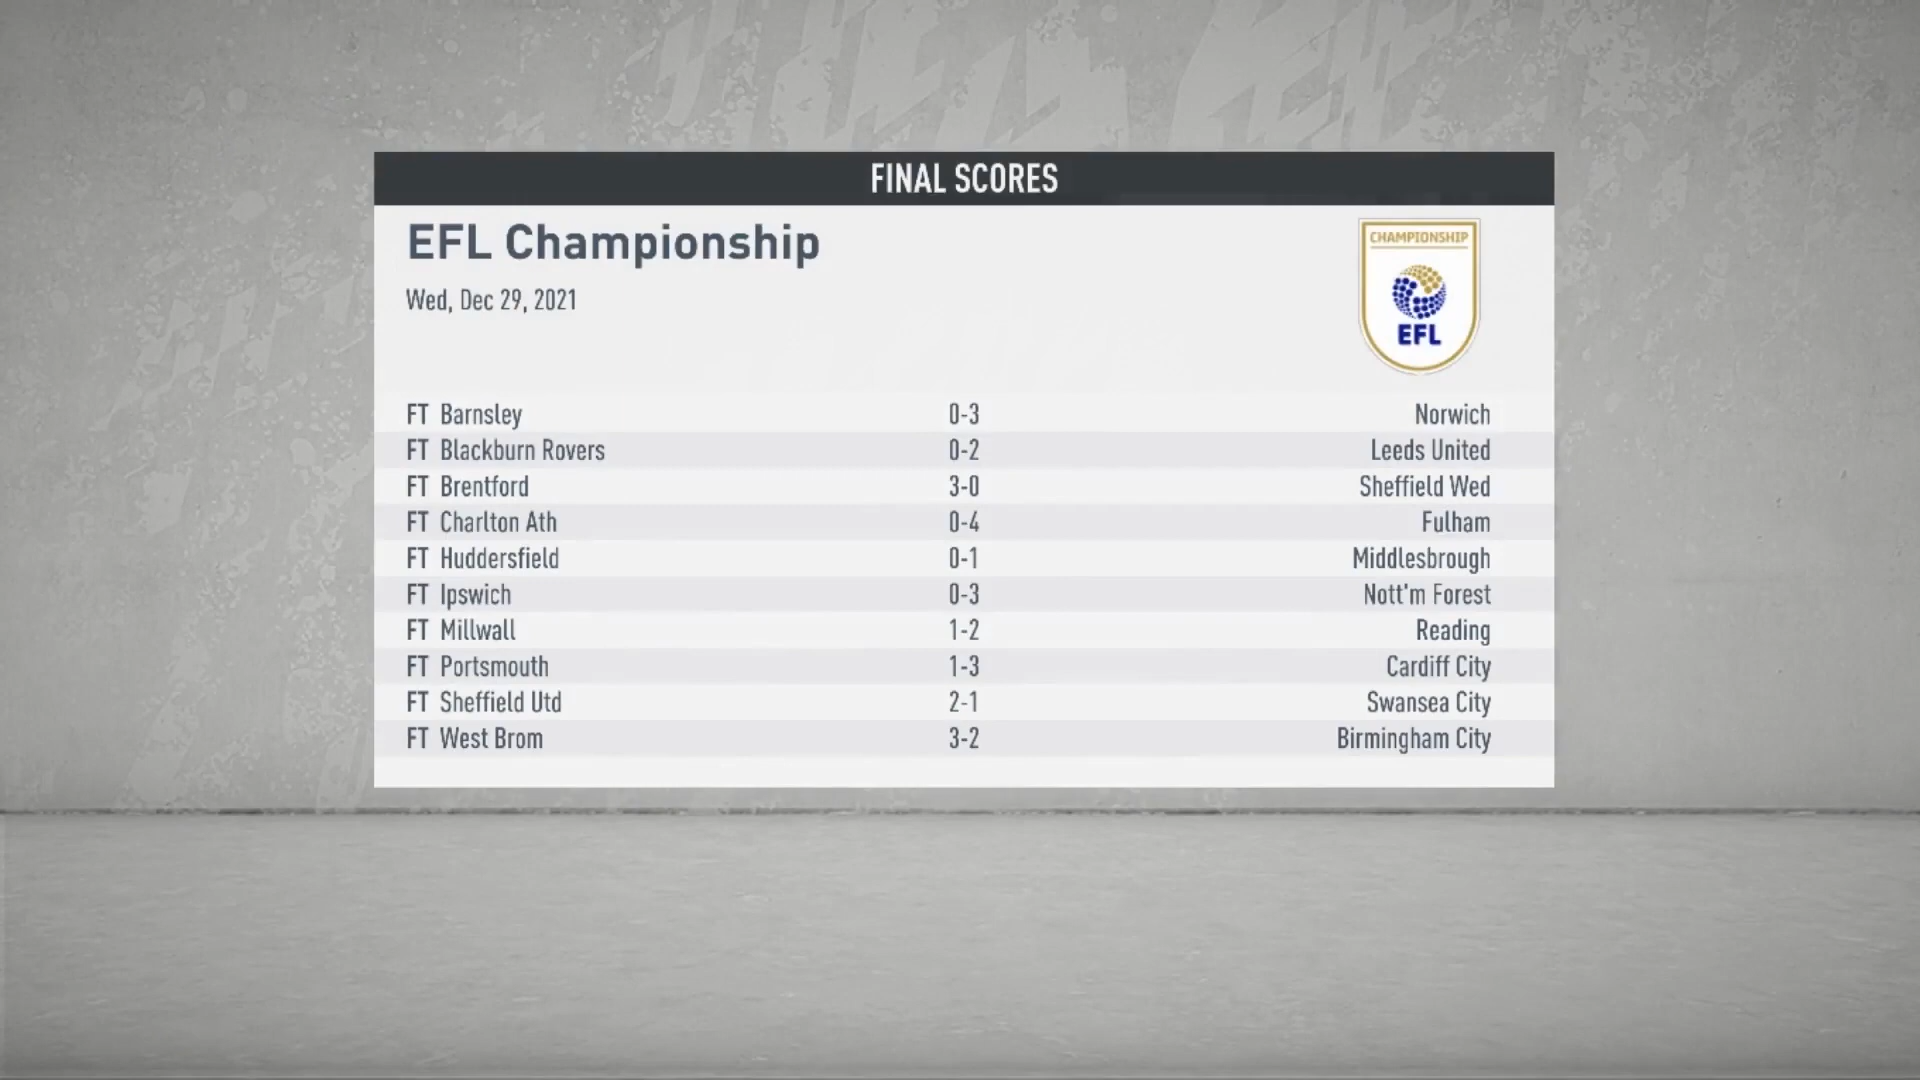 FINAL SCORES
EFL Championship
Wed, Dec 29, 2021
CHAMPIONSHIP
EFL
FT Barnsley 0-3 Norwich
FT Blackburn Rovers 0-2 Leeds United
FT Brentford 3-0 Sheffield Wed
FT Charlton Ath 0-4 Fulham
FT Huddersfield 0-1 Middlesbrough
FT Ipswich 0-3 Nott'm Forest
FT Millwall 1-2 Reading
FT Portsmouth 1-3 Cardiff City
FT Sheffield Utd 2-1 Swansea City
FT West Brom 3-2 Birmingham City